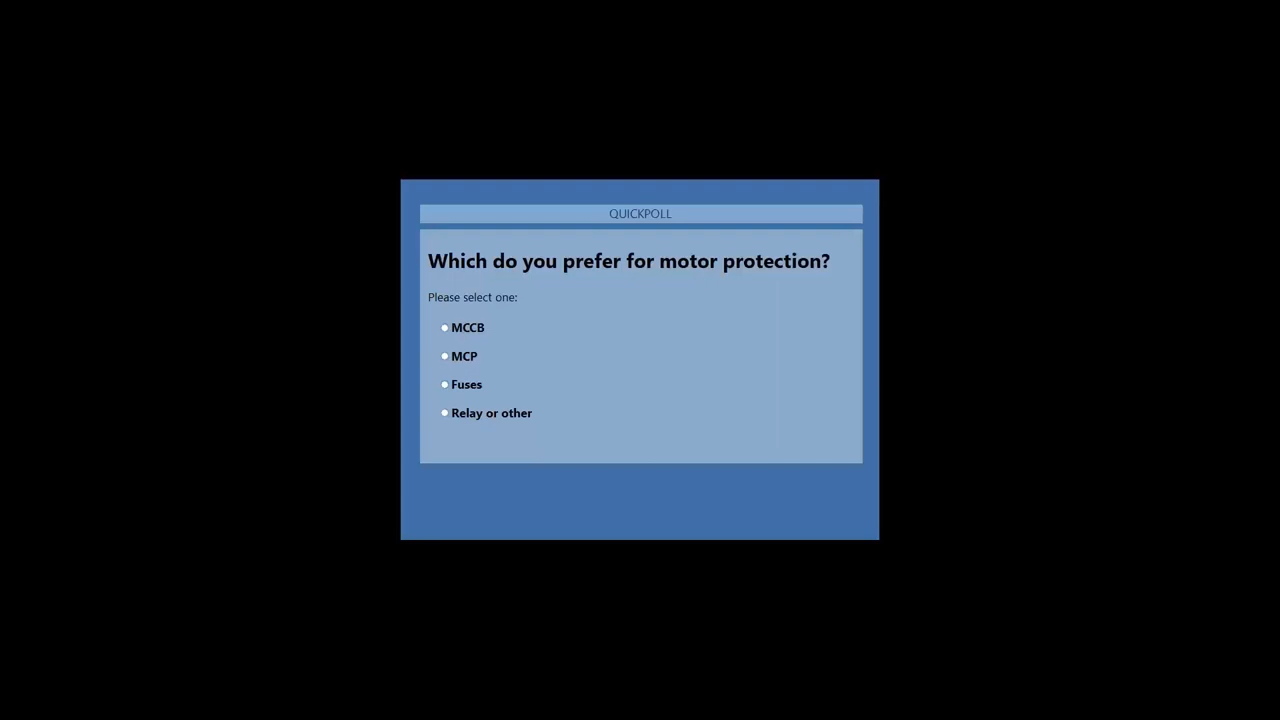 QUICKPOLL
Which do you prefer for motor protection?
Please select one:
MCCB
MCP
Fuses
Relay or other